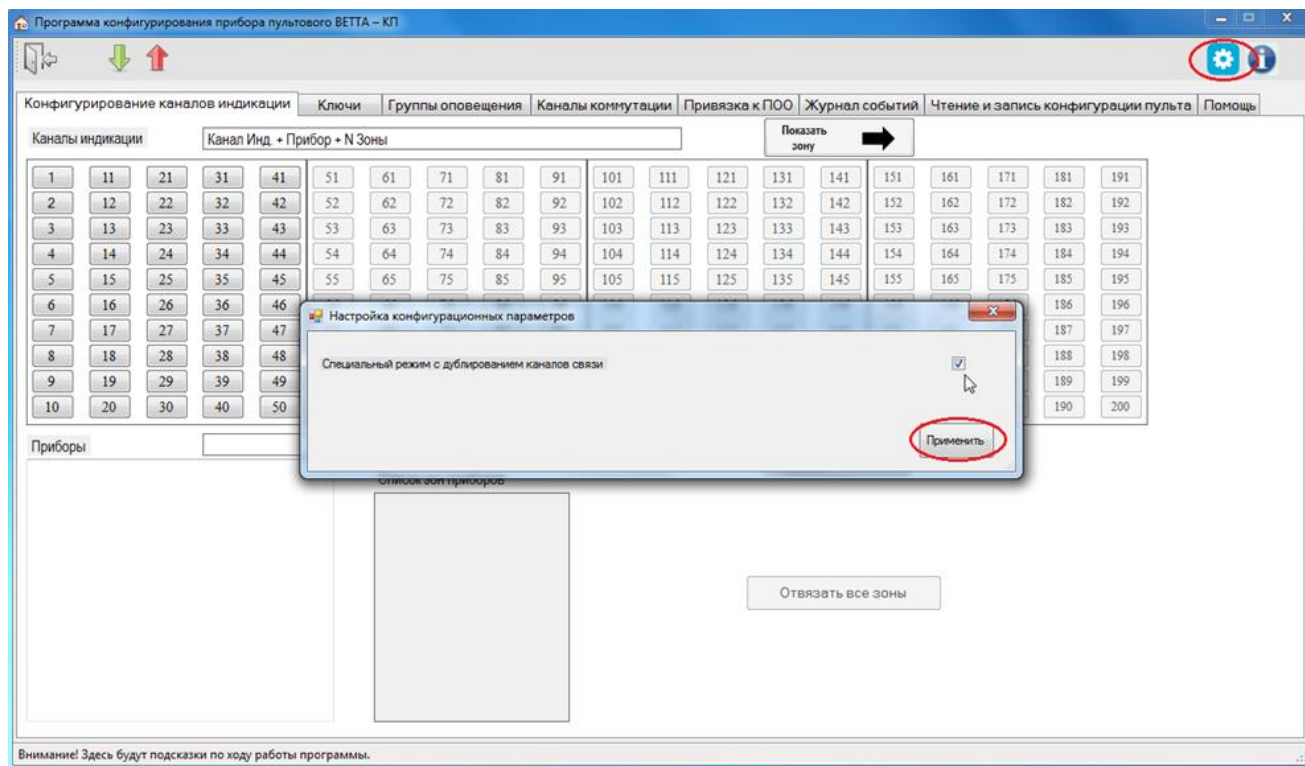 Программа конфигурирования прибора пультового ВЕТТА – КП
Конфигурирование каналов индикации Ключи Группы оповещения Каналы коммутации Привязка к ПОО Журнал событий Чтение и запись конфигурации пульта Помощь
Каналы индикации Канал Инд. + Прибор + N Зоны Показать зону
1 11 21 31 41 51 61 71 81 91 101 111 121 131 141 151 161 171 181 191
2 12 22 32 42 52 62 72 82 92 102 112 122 132 142 152 162 172 182 192
3 13 23 33 43 53 63 73 83 93 103 113 123 133 143 153 163 173 183 193
4 14 24 34 44 54 64 74 84 94 104 114 124 134 144 154 164 174 184 194
5 15 25 35 45 55 65 75 85 95 105 115 125 135 145 155 165 175 185 195
6 16 26 36 46 186 196
7 17 27 37 47 187 197
8 18 28 38 48 188 198
9 19 29 39 49 189 199
10 20 30 40 50 190 200
Настройка конфигурационных параметров
Специальный режим с дублированием каналов связи
Применить
Приборы
Список зон приборов
Отвязать все зоны
Внимание! Здесь будут подсказки по ходу работы программы.